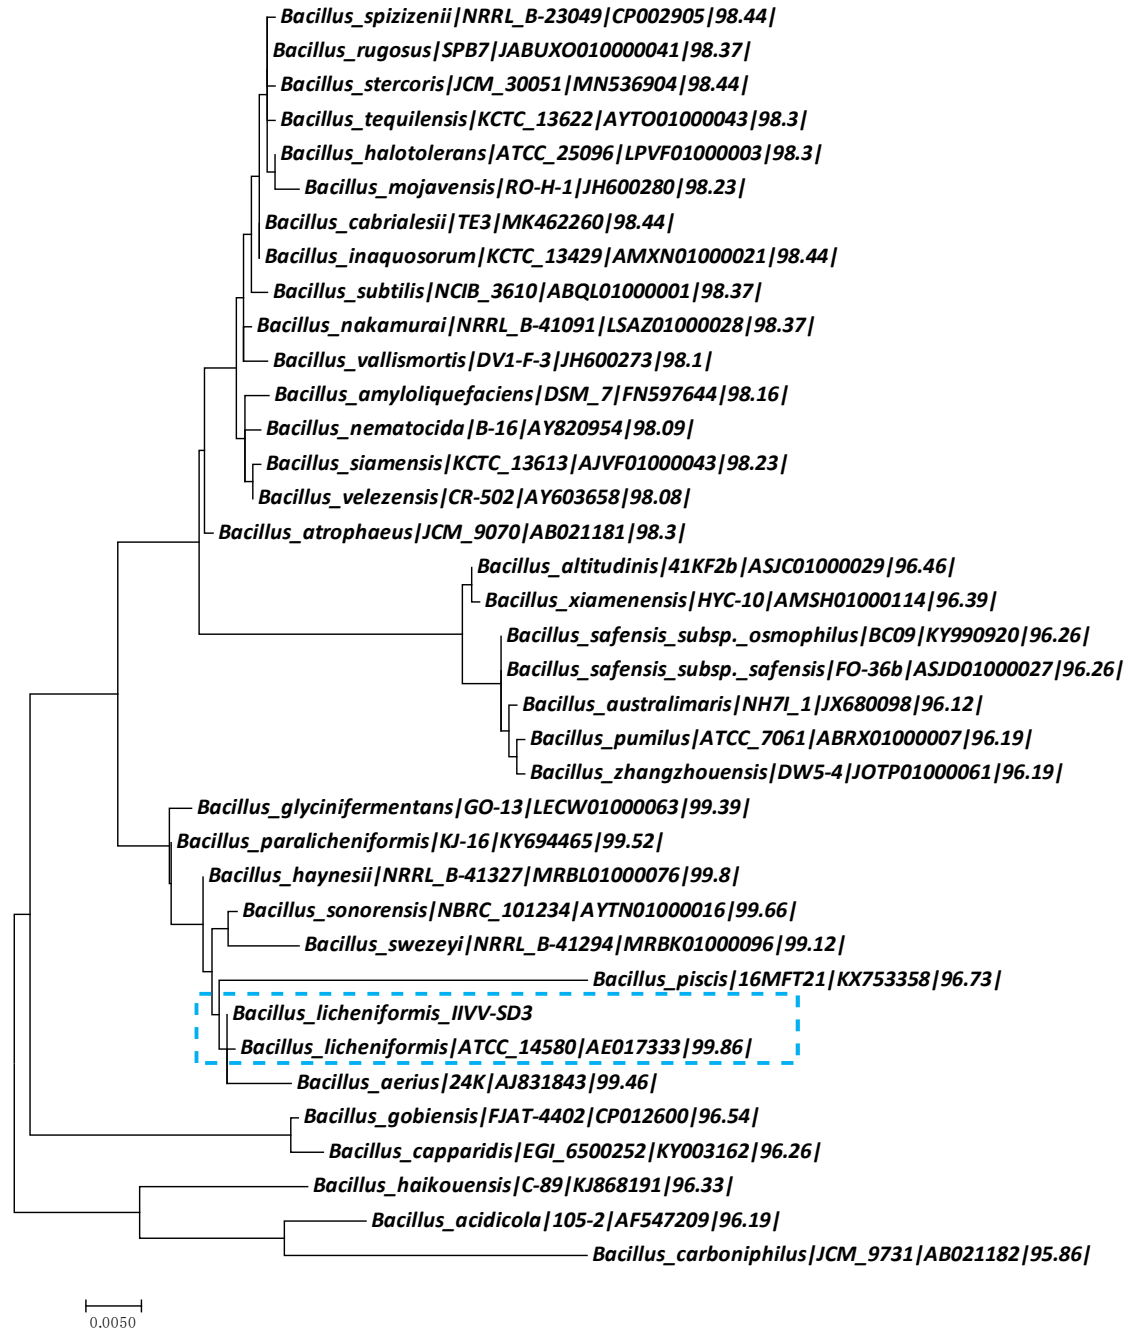 Bacillus_spizizenii|NRRL_B-23049|CP002905|98.44|
Bacillus_rugosus|SPB7|JABUXO010000041|98.37|
Bacillus_stercoris|JCM_30051|MN536904|98.44|
Bacillus_tequilensis|KCTC_13622|AYTO01000043|98.3|
Bacillus_halotolerans|ATCC_25096|LPVF01000003|98.3|
Bacillus_mojavensis|RO-H-1|JH600280|98.23|
Bacillus_cabrialesii|TE3|MK462260|98.44|
Bacillus_inaquosorum|KCTC_13429|AMXN01000021|98.44|
Bacillus_subtilis|NCIB_3610|ABQL01000001|98.37|
Bacillus_nakamurai|NRRL_B-41091|LSAZ01000028|98.37|
Bacillus_vallismortis|DV1-F-3|JH600273|98.1|
Bacillus_amyloliquefaciens|DSM_7|FN597644|98.16|
Bacillus_nematocida|B-16|AY820954|98.09|
Bacillus_siamensis|KCTC_13613|AJVF01000043|98.23|
Bacillus_velezensis|CR-502|AY603658|98.08|
Bacillus_atrophaeus|JCM_9070|AB021181|98.3|
Bacillus_altitudinis|41KF2b|ASJC01000029|96.46|
Bacillus_xiamenensis|HYC-10|AMSH01000114|96.39|
Bacillus_safensis_subsp._osmophilus|BC09|KY990920|96.26|
Bacillus_safensis_subsp._safensis|FO-36b|ASJD01000027|96.26|
Bacillus_australimaris|NH7I_1|JX680098|96.12|
Bacillus_pumilus|ATCC_7061|ABRX01000007|96.19|
Bacillus_zhangzhouensis|DW5-4|JOTP01000061|96.19|
Bacillus_glycinifermentans|GO-13|LECW01000063|99.39|
Bacillus_paralicheniformis|KJ-16|KY694465|99.52|
Bacillus_haynesii|NRRL_B-41327|MRBL01000076|99.8|
Bacillus_sonorensis|NBRC_101234|AYTN01000016|99.66|
Bacillus_swezeyi|NRRL_B-41294|MRBK01000096|99.12|
Bacillus_piscis|16MFT21|KX753358|96.73|
Bacillus_licheniformis_IIVV-SD3
Bacillus_licheniformis|ATCC_14580|AE017333|99.86|
Bacillus_aerius|24K|AJ831843|99.46|
Bacillus_gobiensis|FJAT-4402|CP012600|96.54|
Bacillus_capparidis|EGI_6500252|KY003162|96.26|
Bacillus_haikouensis|C-89|KJ868191|96.33|
Bacillus_acidicola|105-2|AF547209|96.19|
Bacillus_carboniphilus|JCM_9731|AB021182|95.86|
0.0050